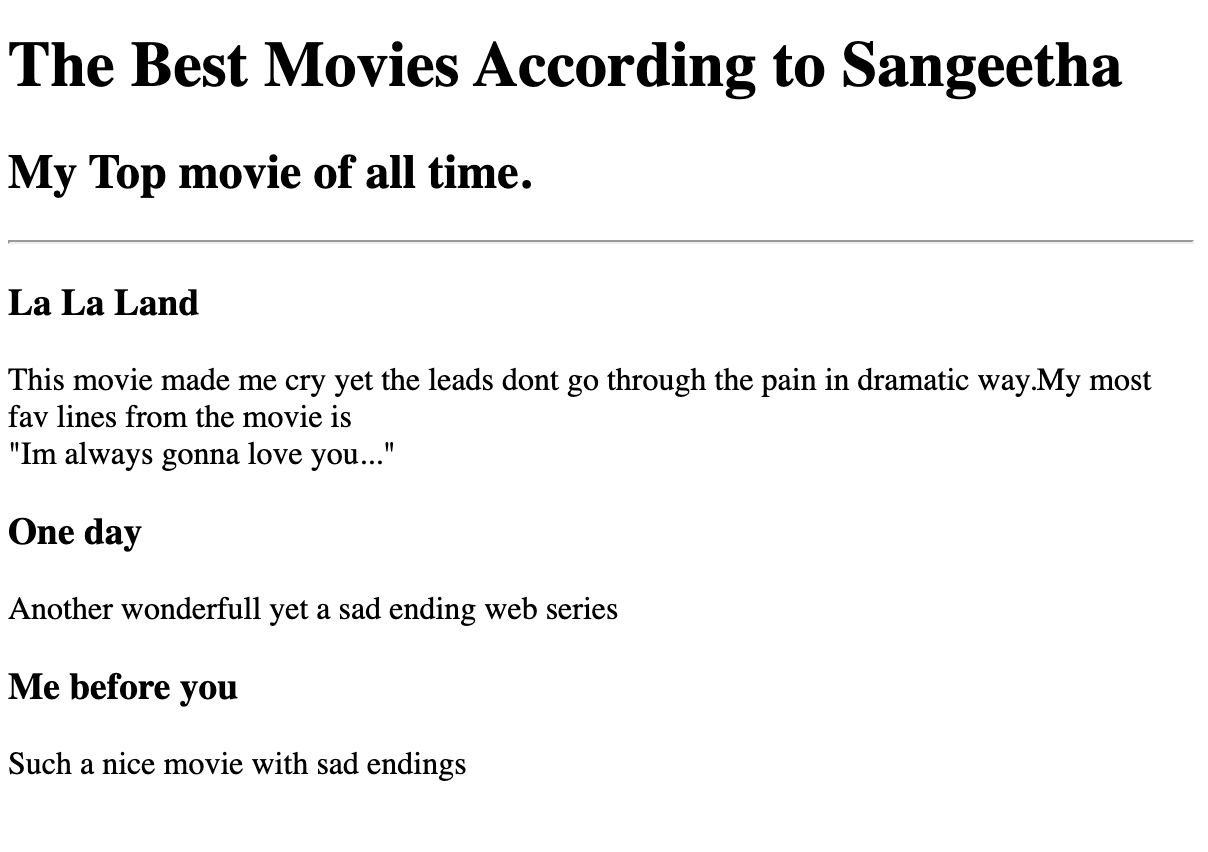 The Best Movies According to Sangeetha
My Top movie of all time.
La La Land
This movie made me cry yet the leads dont go through the pain in dramatic way.My most
fav lines from the movie is
"Im always gonna love you..."
One day
Another wonderfull yet a sad ending web series
Me before you
Such a nice movie with sad endings